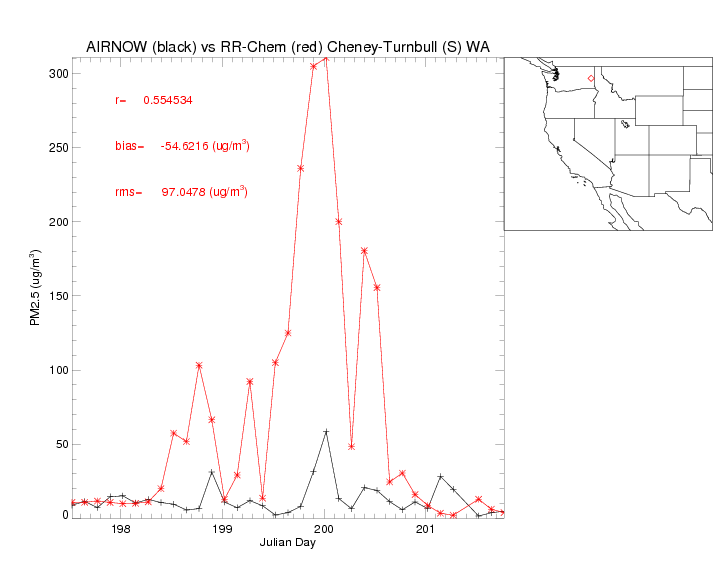 AIRNOW (black) vs RR-Chem (red) Cheney-Turnbull (S) WA
300
r= 0.554534
250
bias= -54.6216 (ug/m³)
rms= 97.0478 (ug/m³)
200
PM2.5 (ug/m³)
150
100
50
0
198 199 200 201
Julian Day